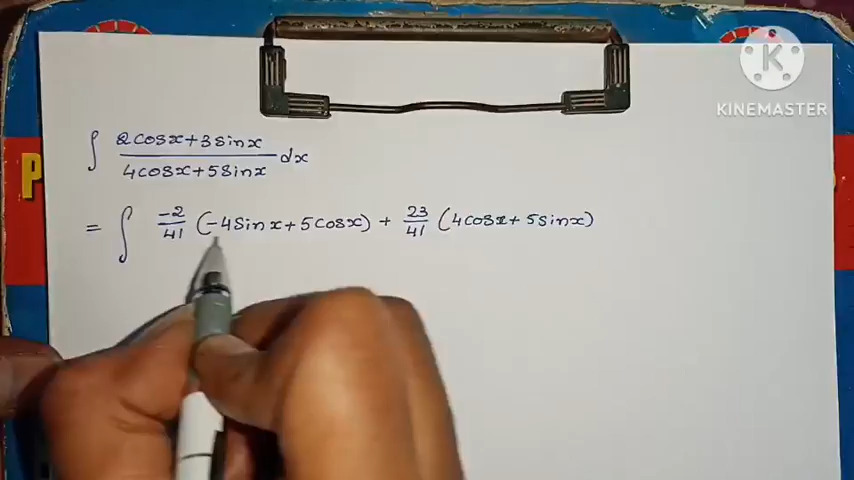 KINEMASTER
∫ (2cosx+3sinx)/(4cosx+5sinx) dx
= ∫ -2/41 (-4sinx+5cosx) + 23/41 (4cosx+5sinx)